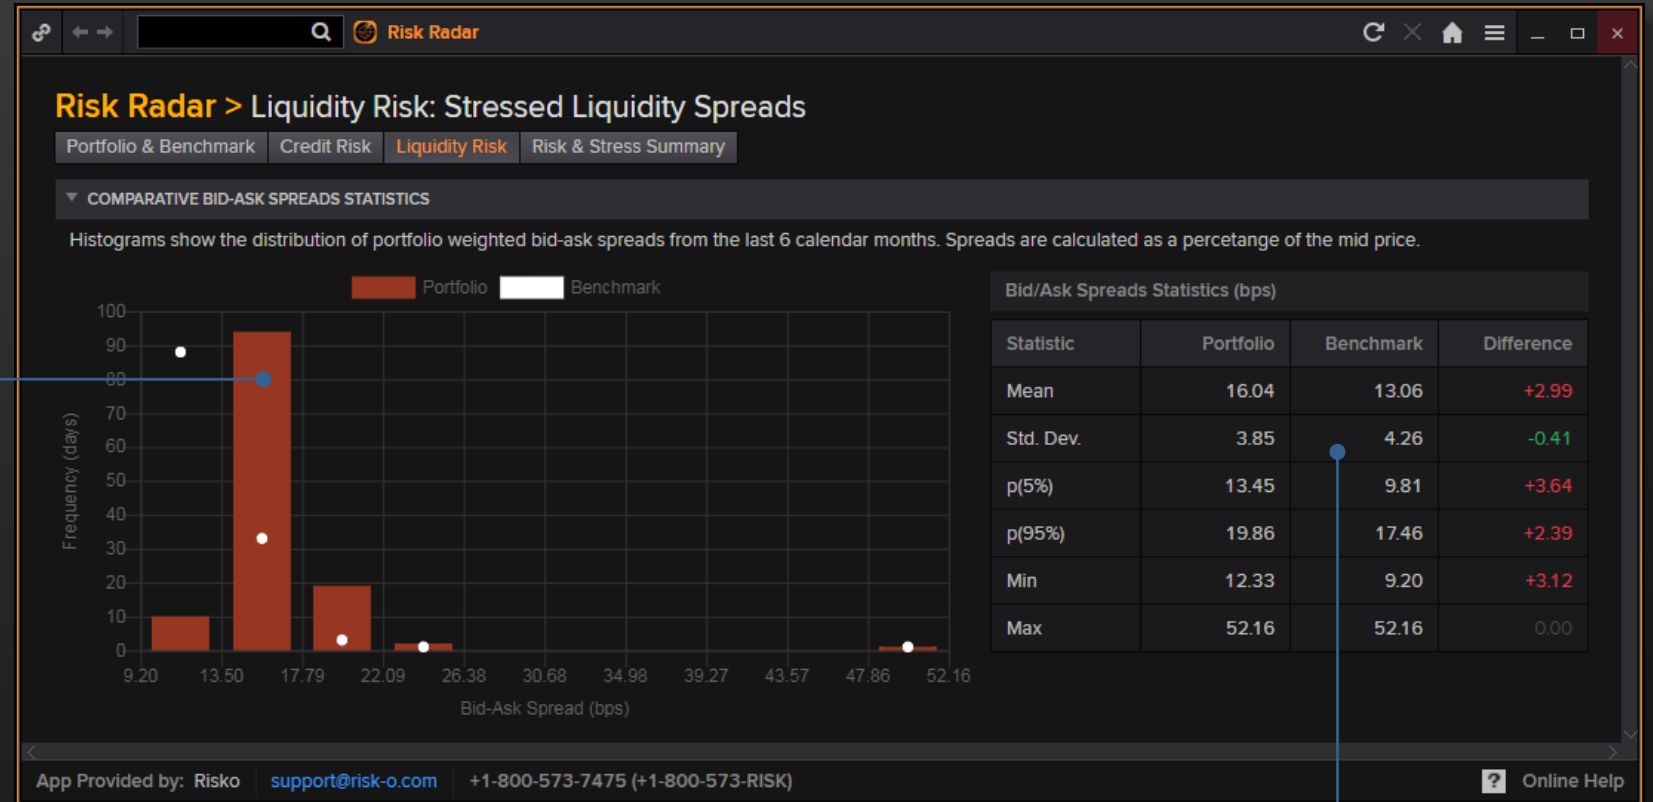 Risk Radar
Risk Radar > Liquidity Risk: Stressed Liquidity Spreads
Portfolio & Benchmark Credit Risk Liquidity Risk Risk & Stress Summary
COMPARATIVE BID-ASK SPREADS STATISTICS
Histograms show the distribution of portfolio weighted bid-ask spreads from the last 6 calendar months. Spreads are calculated as a percetange of the mid price.
Portfolio Benchmark
100
90
80
70
60
50
40
30
20
10
0
Frequency (days)
9.20 13.50 17.79 22.09 26.38 30.68 34.98 39.27 43.57 47.86 52.16
Bid-Ask Spread (bps)
Bid/Ask Spreads Statistics (bps)
Statistic Portfolio Benchmark Difference
Mean 16.04 13.06 +2.99
Std. Dev. 3.85 4.26 -0.41
p(5%) 13.45 9.81 +3.64
p(95%) 19.86 17.46 +2.39
Min 12.33 9.20 +3.12
Max 52.16 52.16 0.00
App Provided by: Risko support@risk-o.com +1-800-573-7475 (+1-800-573-RISK) ? Online Help